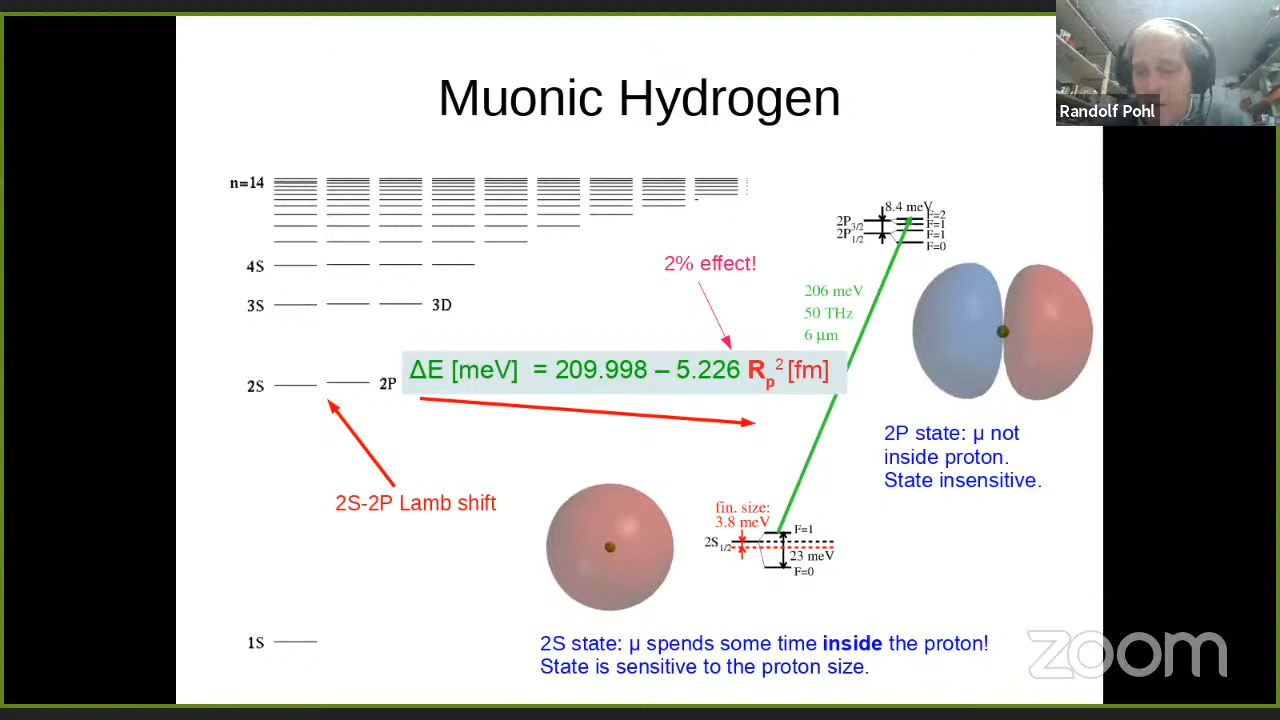 Muonic Hydrogen
Randolf Pohl
n=14
4S
3S
3D
2S
2P
1S
2% effect!
8.4 meV
2P3/2
2P1/2
F=2
F=1
F=1
F=0
206 meV
50 THz
6 μm
ΔE [meV] = 209.998 – 5.226 Rp² [fm]
2P state: μ not
inside proton.
State insensitive.
2S-2P Lamb shift
fin. size:
3.8 meV
2S1/2
F=1
23 meV
F=0
2S state: μ spends some time inside the proton!
State is sensitive to the proton size.
zoom